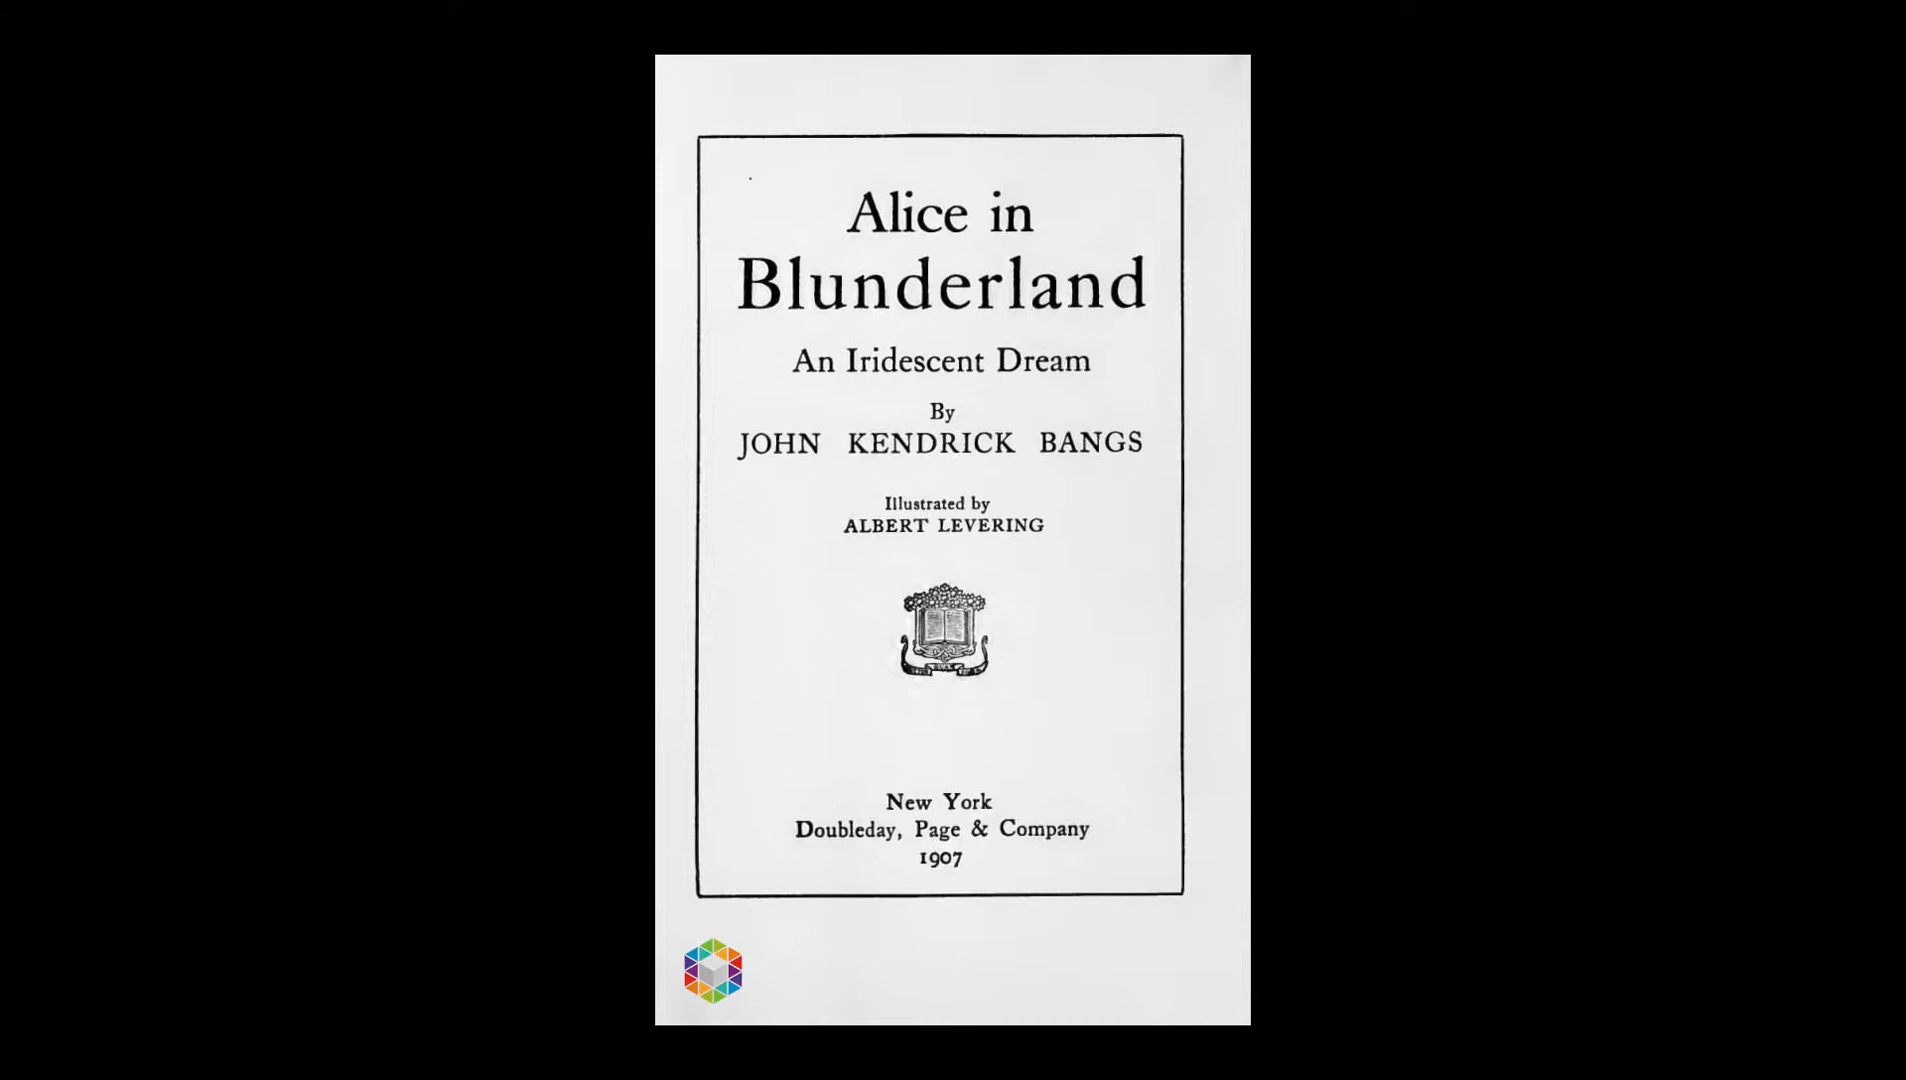 Alice in
Blunderland
An Iridescent Dream
By
JOHN KENDRICK BANGS
Illustrated by
ALBERT LEVERING
New York
Doubleday, Page & Company
1907